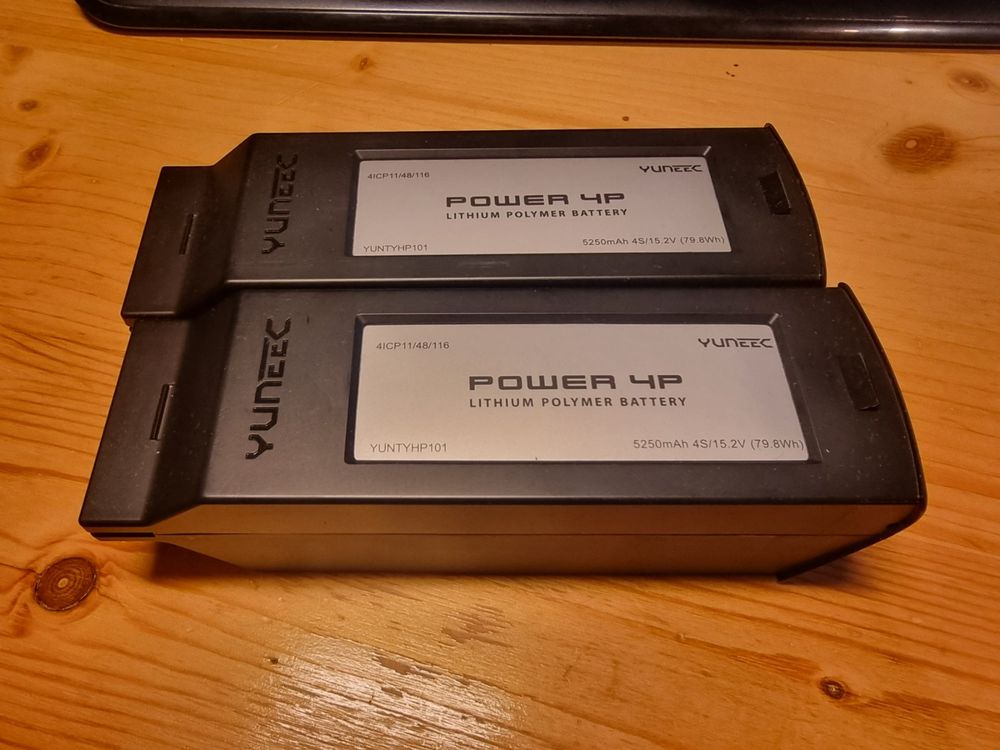 YUNEEC
4ICP11/48/116
YUNEEC
POWER 4P
LITHIUM POLYMER BATTERY
YUNTYHP101
5250mAh 4S/15.2V (79.8Wh)
YUNEEC
4ICP11/48/116
YUNEEC
POWER 4P
LITHIUM POLYMER BATTERY
YUNTYHP101
5250mAh 4S/15.2V (79.8Wh)